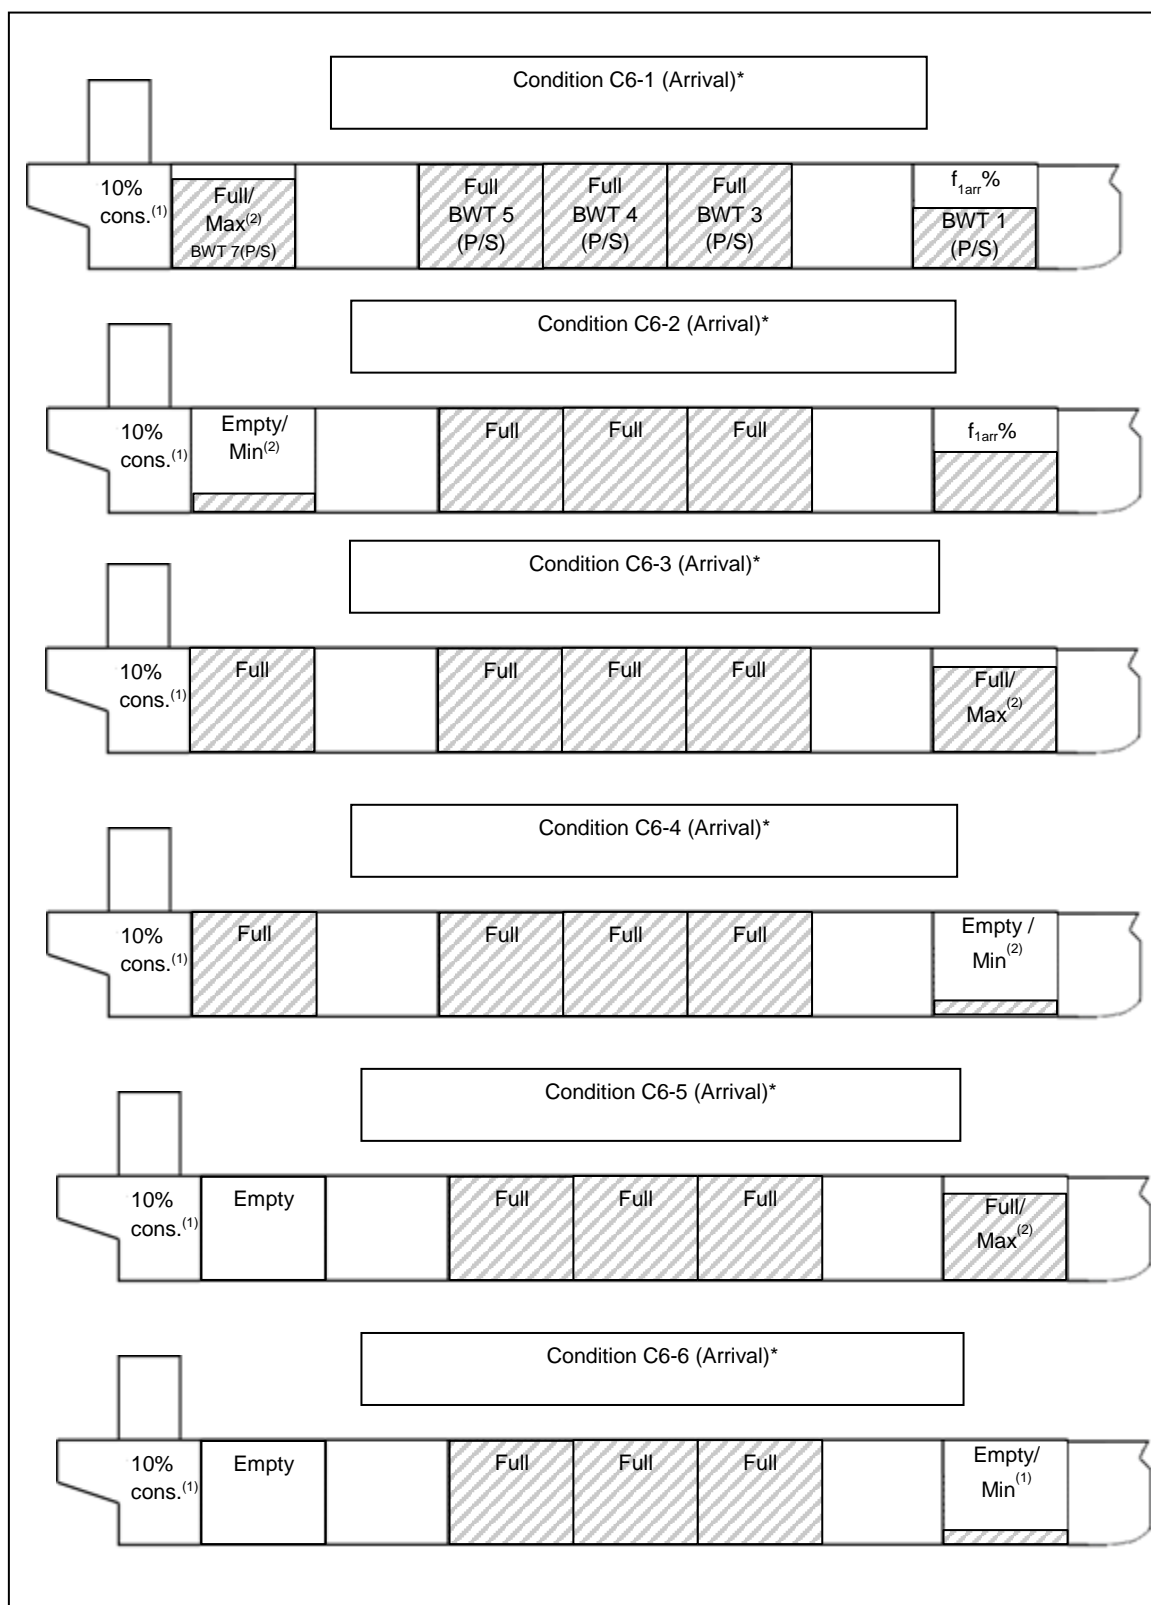 Condition C6-1 (Arrival)*
10%
cons.(1)
Full/
Max(2)
BWT 7(P/S)
Full
BWT 5
(P/S)
Full
BWT 4
(P/S)
Full
BWT 3
(P/S)
f1arr%
BWT 1
(P/S)
Condition C6-2 (Arrival)*
10%
cons.(1)
Empty/
Min(2)
Full
Full
Full
f1arr%
Condition C6-3 (Arrival)*
10%
cons.(1)
Full
Full
Full
Full
Full/
Max(2)
Condition C6-4 (Arrival)*
10%
cons.(1)
Full
Full
Full
Full
Empty /
Min(2)
Condition C6-5 (Arrival)*
10%
cons.(1)
Empty
Full
Full
Full
Full/
Max(2)
Condition C6-6 (Arrival)*
10%
cons.(1)
Empty
Full
Full
Full
Empty/
Min(1)